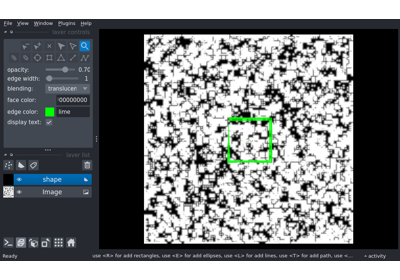 File View Window Plugins Help
layer controls
opacity: 0.70
edge width: 1
blending: translucen
face color: 00000000
edge color: lime
display text:
layer list
shape
Image
Ready use <R> for add rectangles, use <E> for add ellipses, use <L> for add lines, use <T> for add path, use <... activity